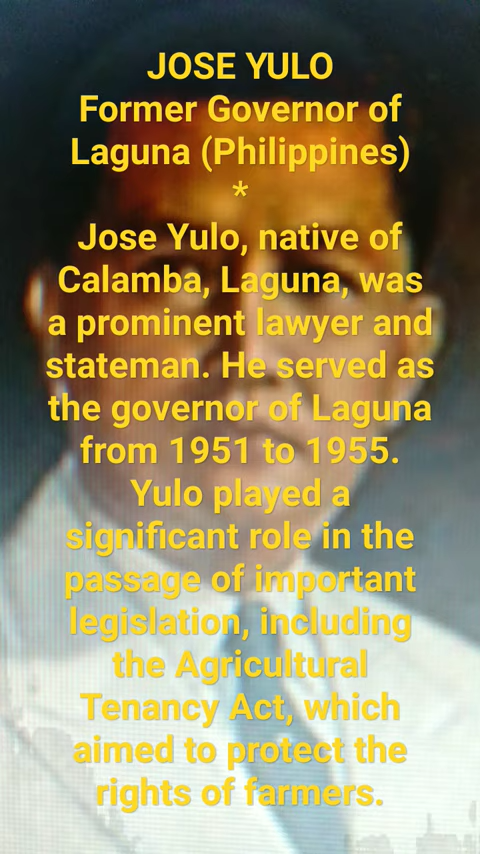 JOSE YULO
Former Governor of
Laguna (Philippines)
*
Jose Yulo, native of
Calamba, Laguna, was
a prominent lawyer and
stateman. He served as
the governor of Laguna
from 1951 to 1955.
Yulo played a
significant role in the
passage of important
legislation, including
the Agricultural
Tenancy Act, which
aimed to protect the
rights of farmers.